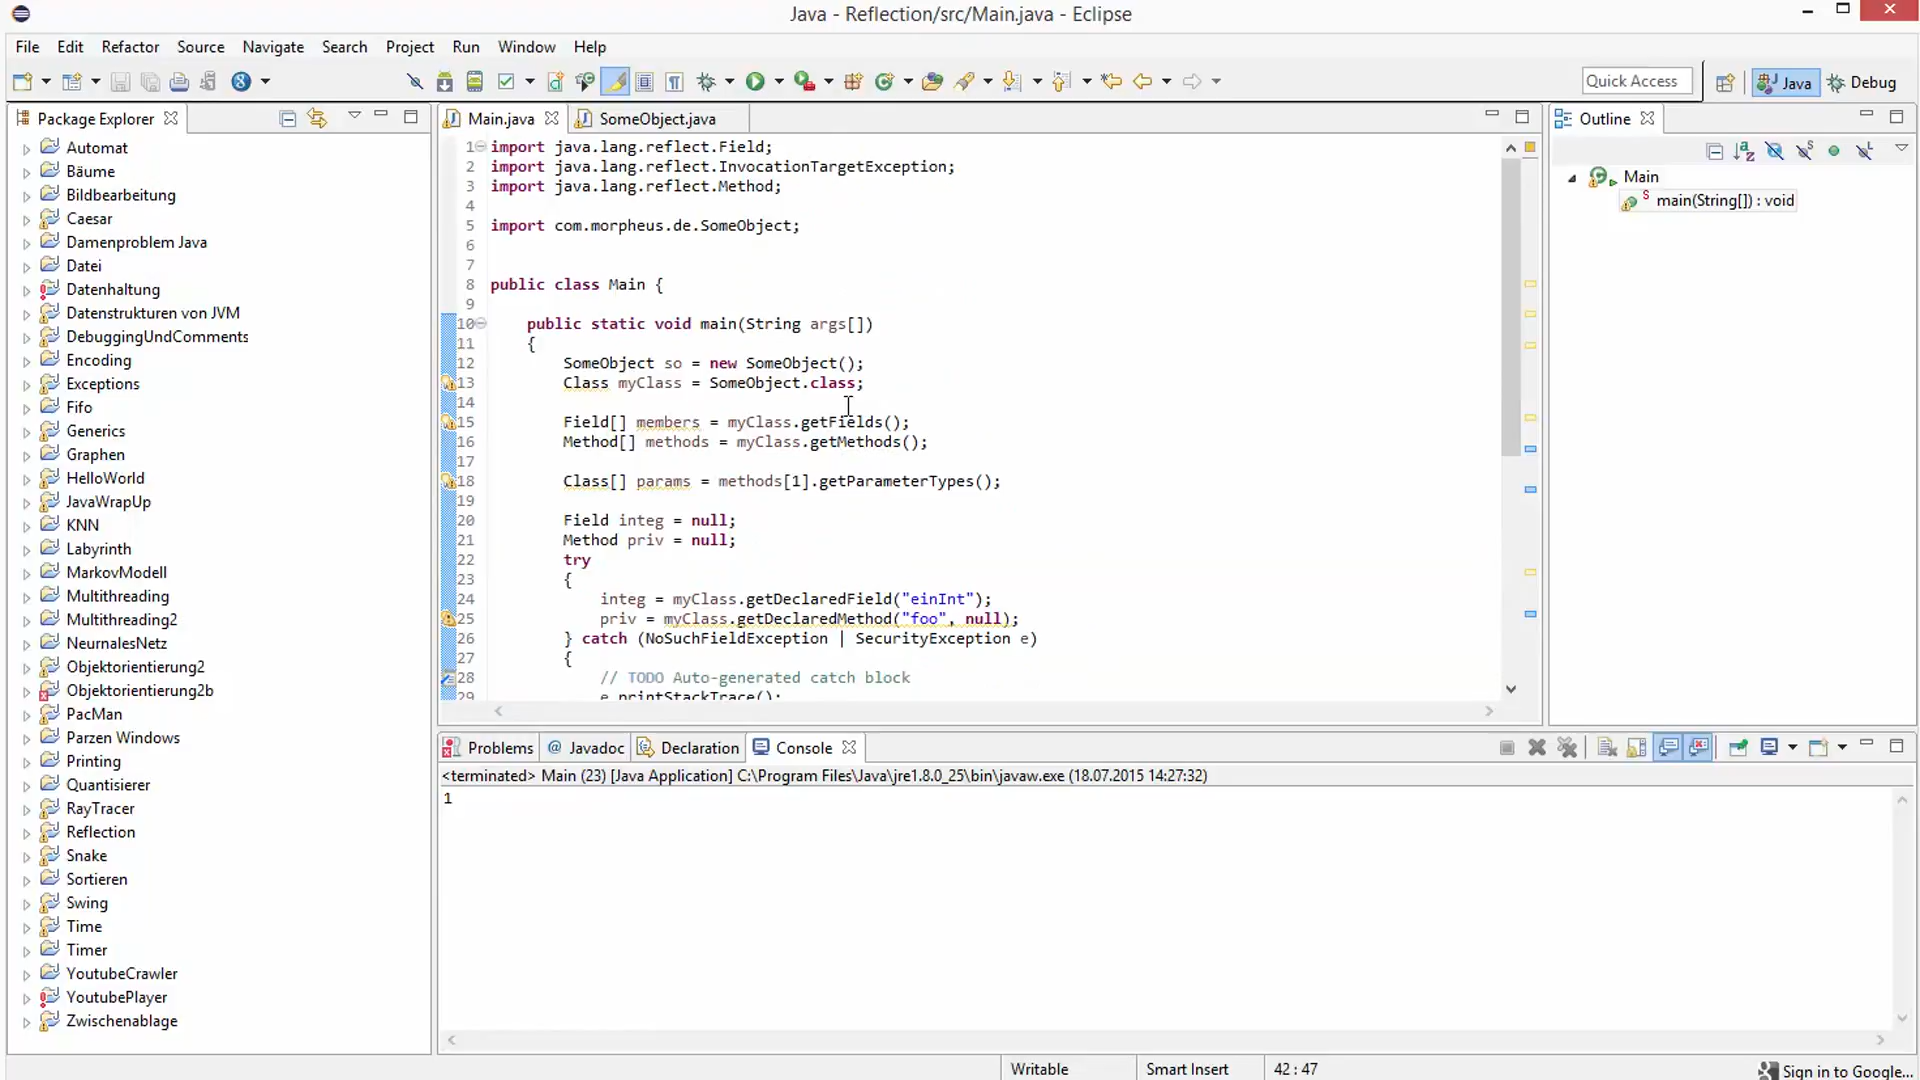 Java - Reflection/src/Main.java - Eclipse
File Edit Refactor Source Navigate Search Project Run Window Help
Quick Access
Java
Debug
Package Explorer
Automat
Bäume
Bildbearbeitung
Caesar
Damenproblem Java
Datei
Datenhaltung
Datenstrukturen von JVM
DebuggingUndComments
Encoding
Exceptions
Fifo
Generics
Graphen
HelloWorld
JavaWrapUp
KNN
Labyrinth
MarkovModell
Multithreading
Multithreading2
NeurnalesNetz
Objektorientierung2
Objektorientierung2b
PacMan
Parzen Windows
Printing
Quantisierer
RayTracer
Reflection
Snake
Sortieren
Swing
Time
Timer
YoutubeCrawler
YoutubePlayer
Zwischenablage
Main.java SomeObject.java
1 import java.lang.reflect.Field;
2 import java.lang.reflect.InvocationTargetException;
3 import java.lang.reflect.Method;
4
5 import com.morpheus.de.SomeObject;
6
7
8 public class Main {
9
10 public static void main(String args[])
11 {
12 SomeObject so = new SomeObject();
13 Class myClass = SomeObject.class;
14
15 Field[] members = myClass.getFields();
16 Method[] methods = myClass.getMethods();
17
18 Class[] params = methods[1].getParameterTypes();
19
20 Field integ = null;
21 Method priv = null;
22 try
23 {
24 integ = myClass.getDeclaredField("einInt");
25 priv = myClass.getDeclaredMethod("foo", null);
26 } catch (NoSuchFieldException | SecurityException e)
27 {
28 // TODO Auto-generated catch block
29 e.printStackTrace();
Outline
Main
main(String[]) : void
Problems @ Javadoc Declaration Console
<terminated> Main (23) [Java Application] C:\Program Files\Java\jre1.8.0_25\bin\javaw.exe (18.07.2015 14:27:32)
1
Writable
Smart Insert
42 : 47
Sign in to Google...